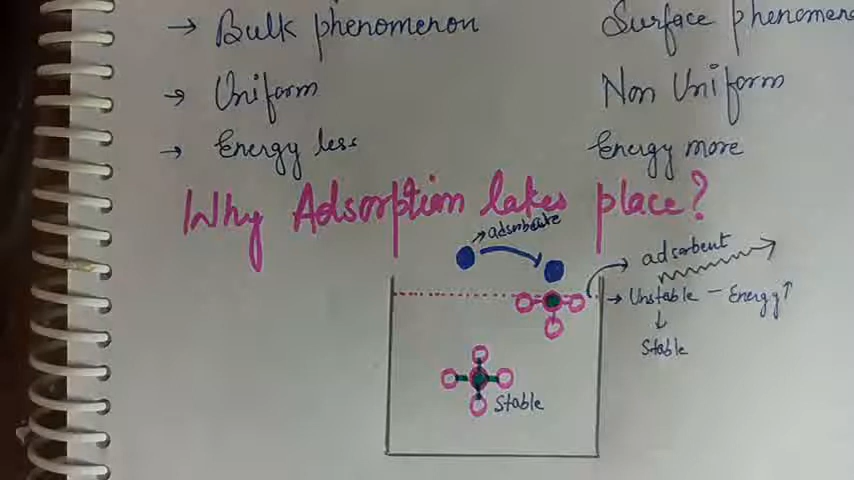 → Bulk phenomenon Surface phenomen
→ Uniform Non Uniform
→ Energy less Energy more
Why Adsorption takes place?
→ adsorbate
adsorbent
→ Unstable - Energy↑
↓
Stable
Stable